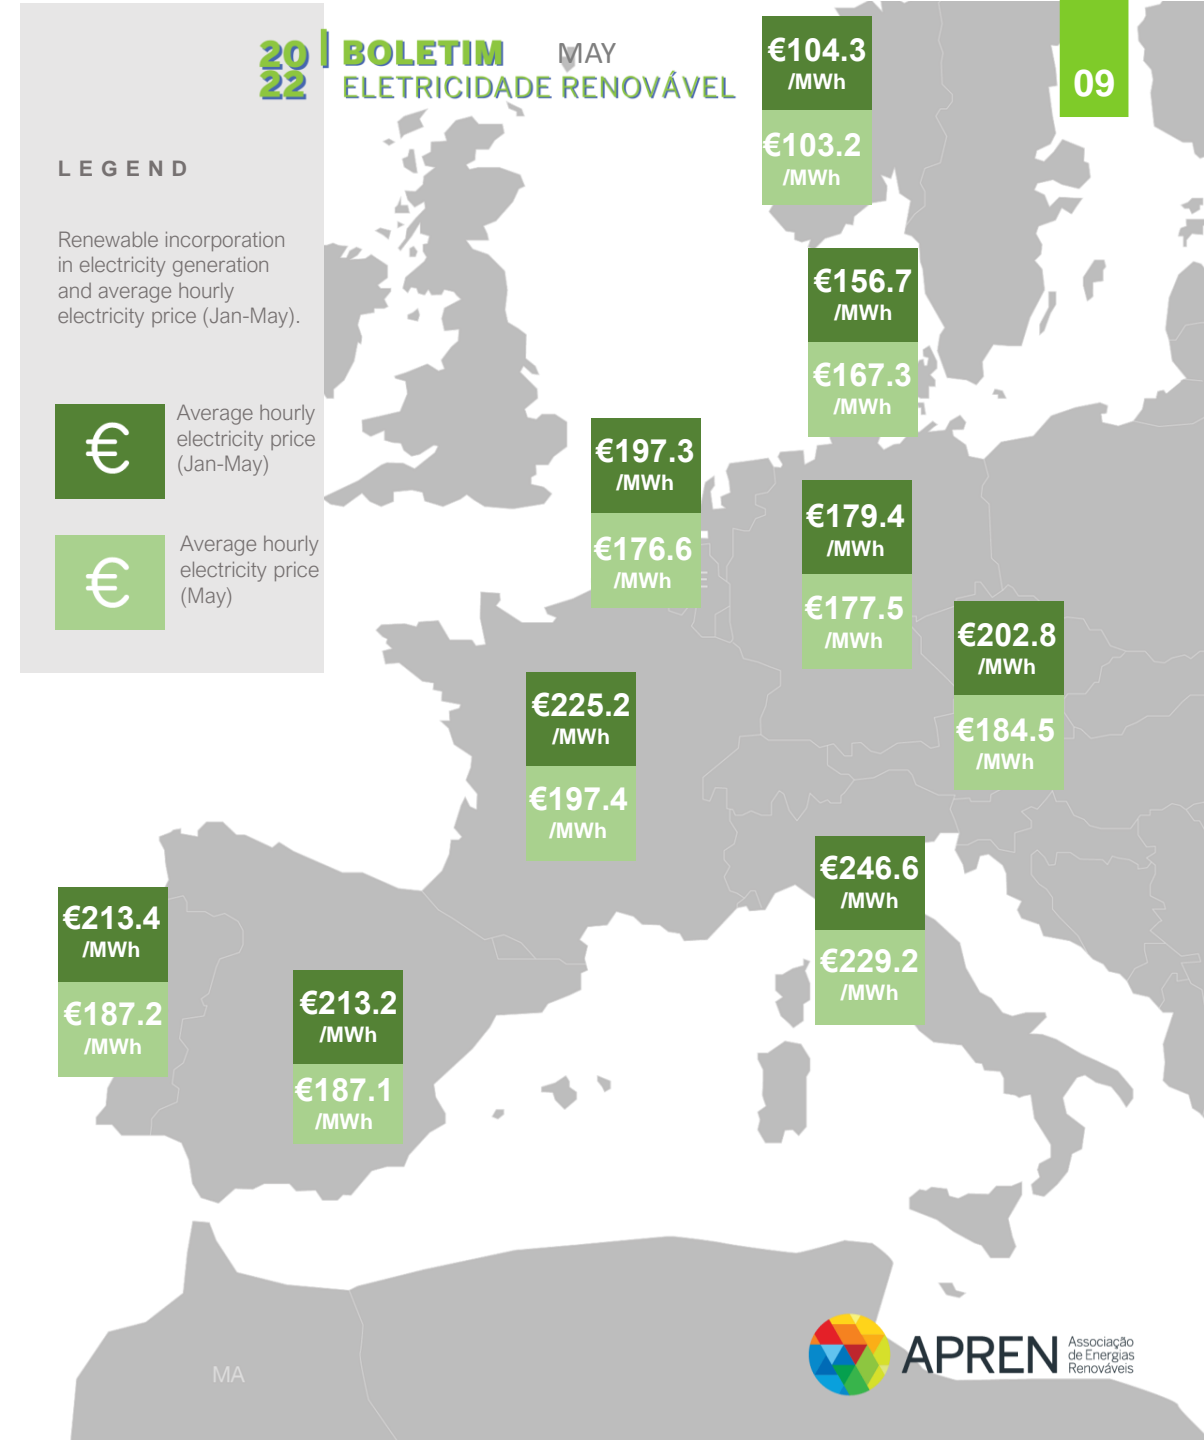 20
22
BOLETIM
MAY
ELETRICIDADE RENOVÁVEL
09
LEGEND
Renewable incorporation
in electricity generation
and average hourly
electricity price (Jan-May).
€
Average hourly
electricity price
(Jan-May)
€
Average hourly
electricity price
(May)
€104.3
/MWh
€103.2
/MWh
€156.7
/MWh
€167.3
/MWh
€197.3
/MWh
€176.6
/MWh
€179.4
/MWh
€177.5
/MWh
€202.8
/MWh
€184.5
/MWh
€225.2
/MWh
€197.4
/MWh
€246.6
/MWh
€229.2
/MWh
€213.4
/MWh
€187.2
/MWh
€213.2
/MWh
€187.1
/MWh
MA
APREN
Associação
de Energias
Renováveis